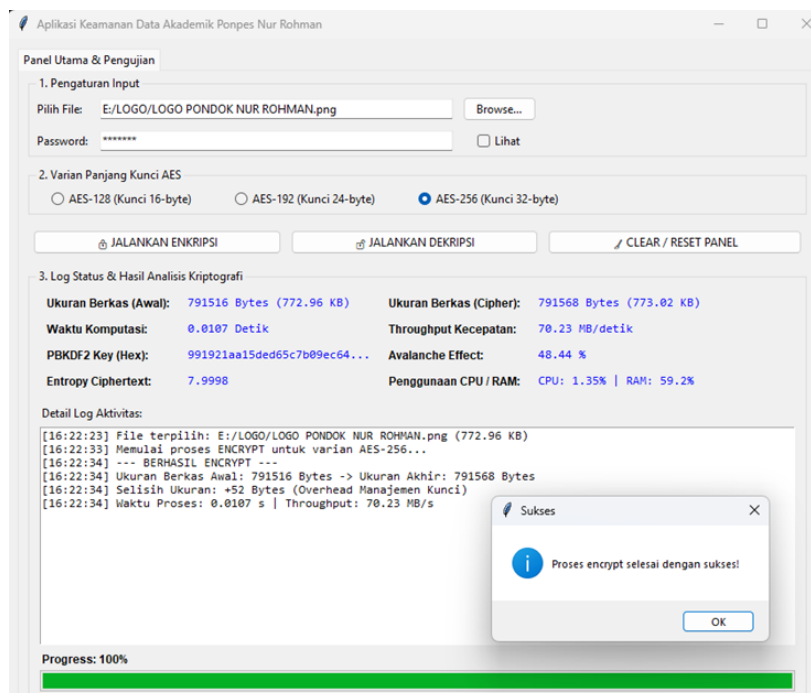 Aplikasi Keamanan Data Akademik Ponpes Nur Rohman
Panel Utama & Pengujian
1. Pengaturan Input
Pilih File: E:/LOGO/LOGO PONDOK NUR ROHMAN.png Browse...
Password: ******* Lihat
2. Varian Panjang Kunci AES
AES-128 (Kunci 16-byte) AES-192 (Kunci 24-byte) AES-256 (Kunci 32-byte)
JALANKAN ENKRIPSI JALANKAN DEKRIPSI CLEAR / RESET PANEL
3. Log Status & Hasil Analisis Kriptografi
Ukuran Berkas (Awal): 791516 Bytes (772.96 KB) Ukuran Berkas (Cipher): 791568 Bytes (773.02 KB)
Waktu Komputasi: 0.0107 Detik Throughput Kecepatan: 70.23 MB/detik
PBKDF2 Key (Hex): 991921aa15ded65c7b09ec64... Avalanche Effect: 48.44 %
Entropy Ciphertext: 7.9998 Penggunaan CPU / RAM: CPU: 1.35% | RAM: 59.2%
Detail Log Aktivitas:
[16:22:23] File terpilih: E:/LOGO/LOGO PONDOK NUR ROHMAN.png (772.96 KB)
[16:22:33] Memulai proses ENCRYPT untuk varian AES-256...
[16:22:34] --- BERHASIL ENCRYPT ---
[16:22:34] Ukuran Berkas Awal: 791516 Bytes -> Ukuran Akhir: 791568 Bytes
[16:22:34] Selisih Ukuran: +52 Bytes (Overhead Manajemen Kunci)
[16:22:34] Waktu Proses: 0.0107 s | Throughput: 70.23 MB/s
Sukses
Proses encrypt selesai dengan sukses!
OK
Progress: 100%